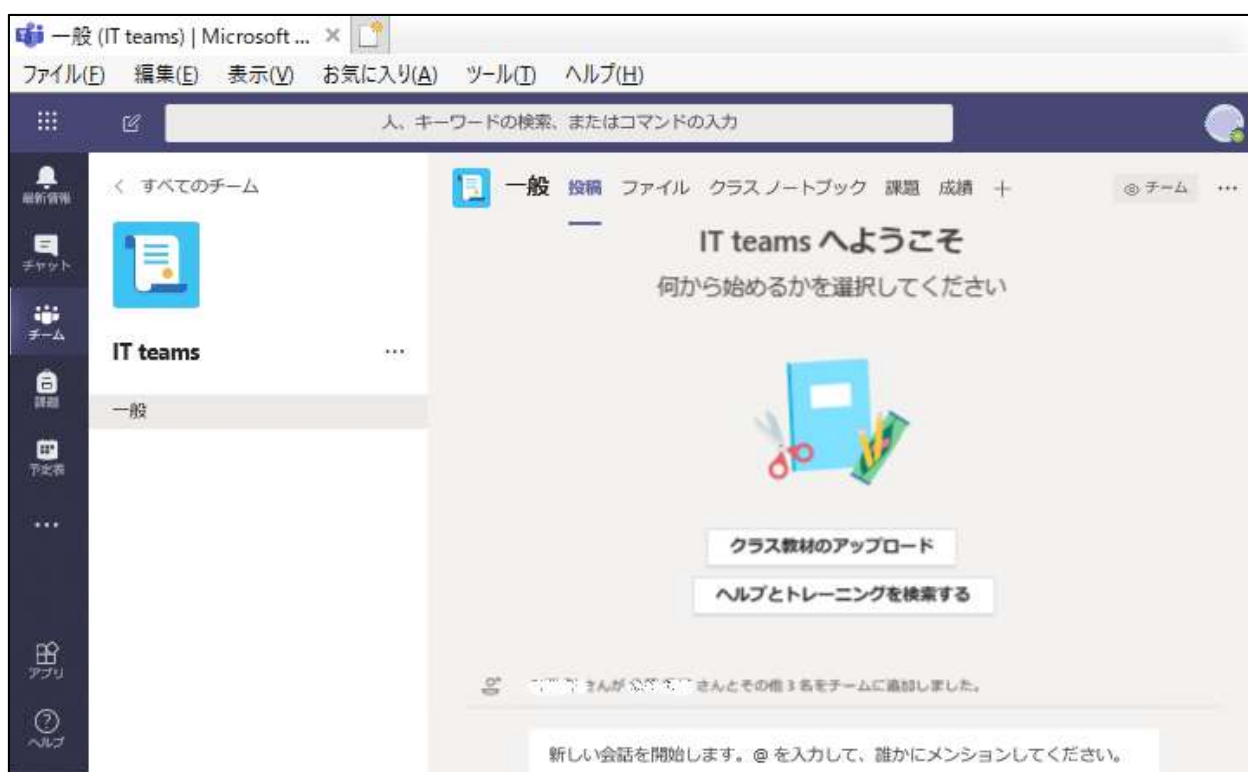 一般 (IT teams) | Microsoft ...
ファイル(F) 編集(E) 表示(V) お気に入り(A) ツール(T) ヘルプ(H)
人、キーワードの検索、またはコマンドの入力
最新情報
チャット
チーム
課題
予定表
...
アプリ
ヘルプ
< すべてのチーム
IT teams ...
一般
一般 投稿 ファイル クラス ノートブック 課題 成績 + チーム ...
IT teams へようこそ
何から始めるかを選択してください
クラス教材のアップロード
ヘルプとトレーニングを検索する
さんが さんとその他 3 名をチームに追加しました。
新しい会話を開始します。@ を入力して、誰かにメンションしてください。